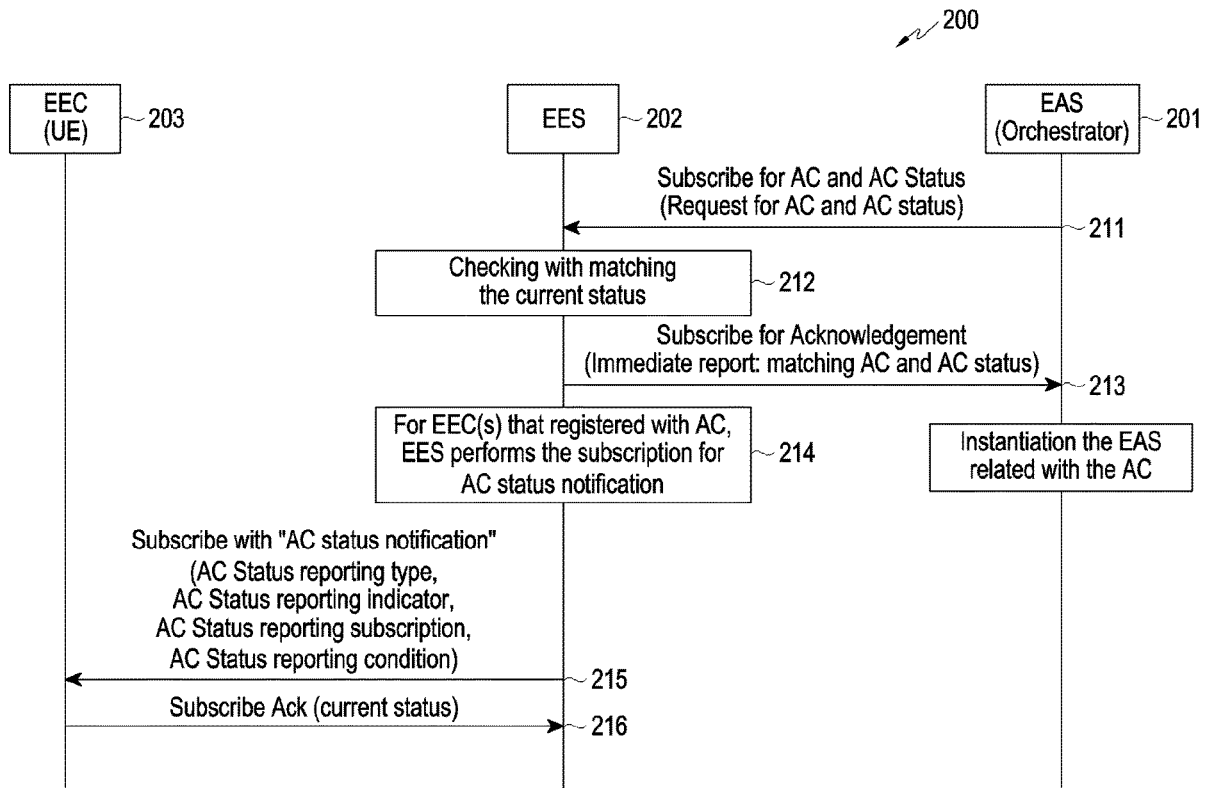 200
EEC
(UE)
203
EES
202
EAS
(Orchestrator)
201
Subscribe for AC and AC Status
(Request for AC and AC status)
211
Checking with matching
the current status
212
Subscribe for Acknowledgement
(Immediate report: matching AC and AC status)
213
For EEC(s) that registered with AC,
EES performs the subscription for
AC status notification
214
Instantiation the EAS
related with the AC
Subscribe with "AC status notification"
(AC Status reporting type,
AC Status reporting indicator,
AC Status reporting subscription,
AC Status reporting condition)
215
Subscribe Ack (current status)
216